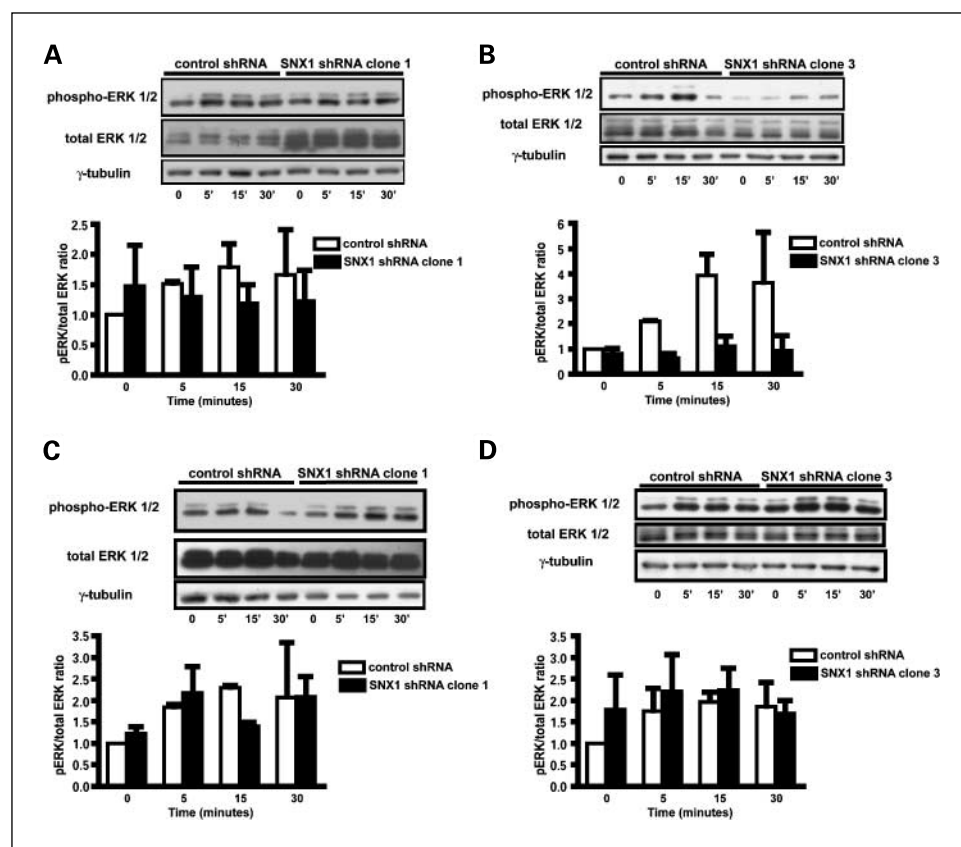 A
control shRNA SNX1 shRNA clone 1
phospho-ERK 1/2
total ERK 1/2
γ-tubulin
0 5' 15' 30' 0 5' 15' 30'
2.5
2.0
1.5
1.0
0.5
0.0
pERK/total ERK ratio
control shRNA
SNX1 shRNA clone 1
0 5 15 30
Time (minutes)
B
control shRNA SNX1 shRNA clone 3
phospho-ERK 1/2
total ERK 1/2
γ-tubulin
0 5' 15' 30' 0 5' 15' 30'
6
5
4
3
2
1
0
pERK/total ERK ratio
control shRNA
SNX1 shRNA clone 3
0 5 15 30
Time (minutes)
C
control shRNA SNX1 shRNA clone 1
phospho-ERK 1/2
total ERK 1/2
γ-tubulin
0 5' 15' 30' 0 5' 15' 30'
3.5
3.0
2.5
2.0
1.5
1.0
0.5
0.0
pERK/total ERK ratio
control shRNA
SNX1 shRNA clone 1
0 5 15 30
Time (minutes)
D
control shRNA SNX1 shRNA clone 3
phospho-ERK 1/2
total ERK 1/2
γ-tubulin
0 5' 15' 30' 0 5' 15' 30'
3.5
3.0
2.5
2.0
1.5
1.0
0.5
0.0
pERK/total ERK ratio
control shRNA
SNX1 shRNA clone 3
0 5 15 30
Time (minutes)